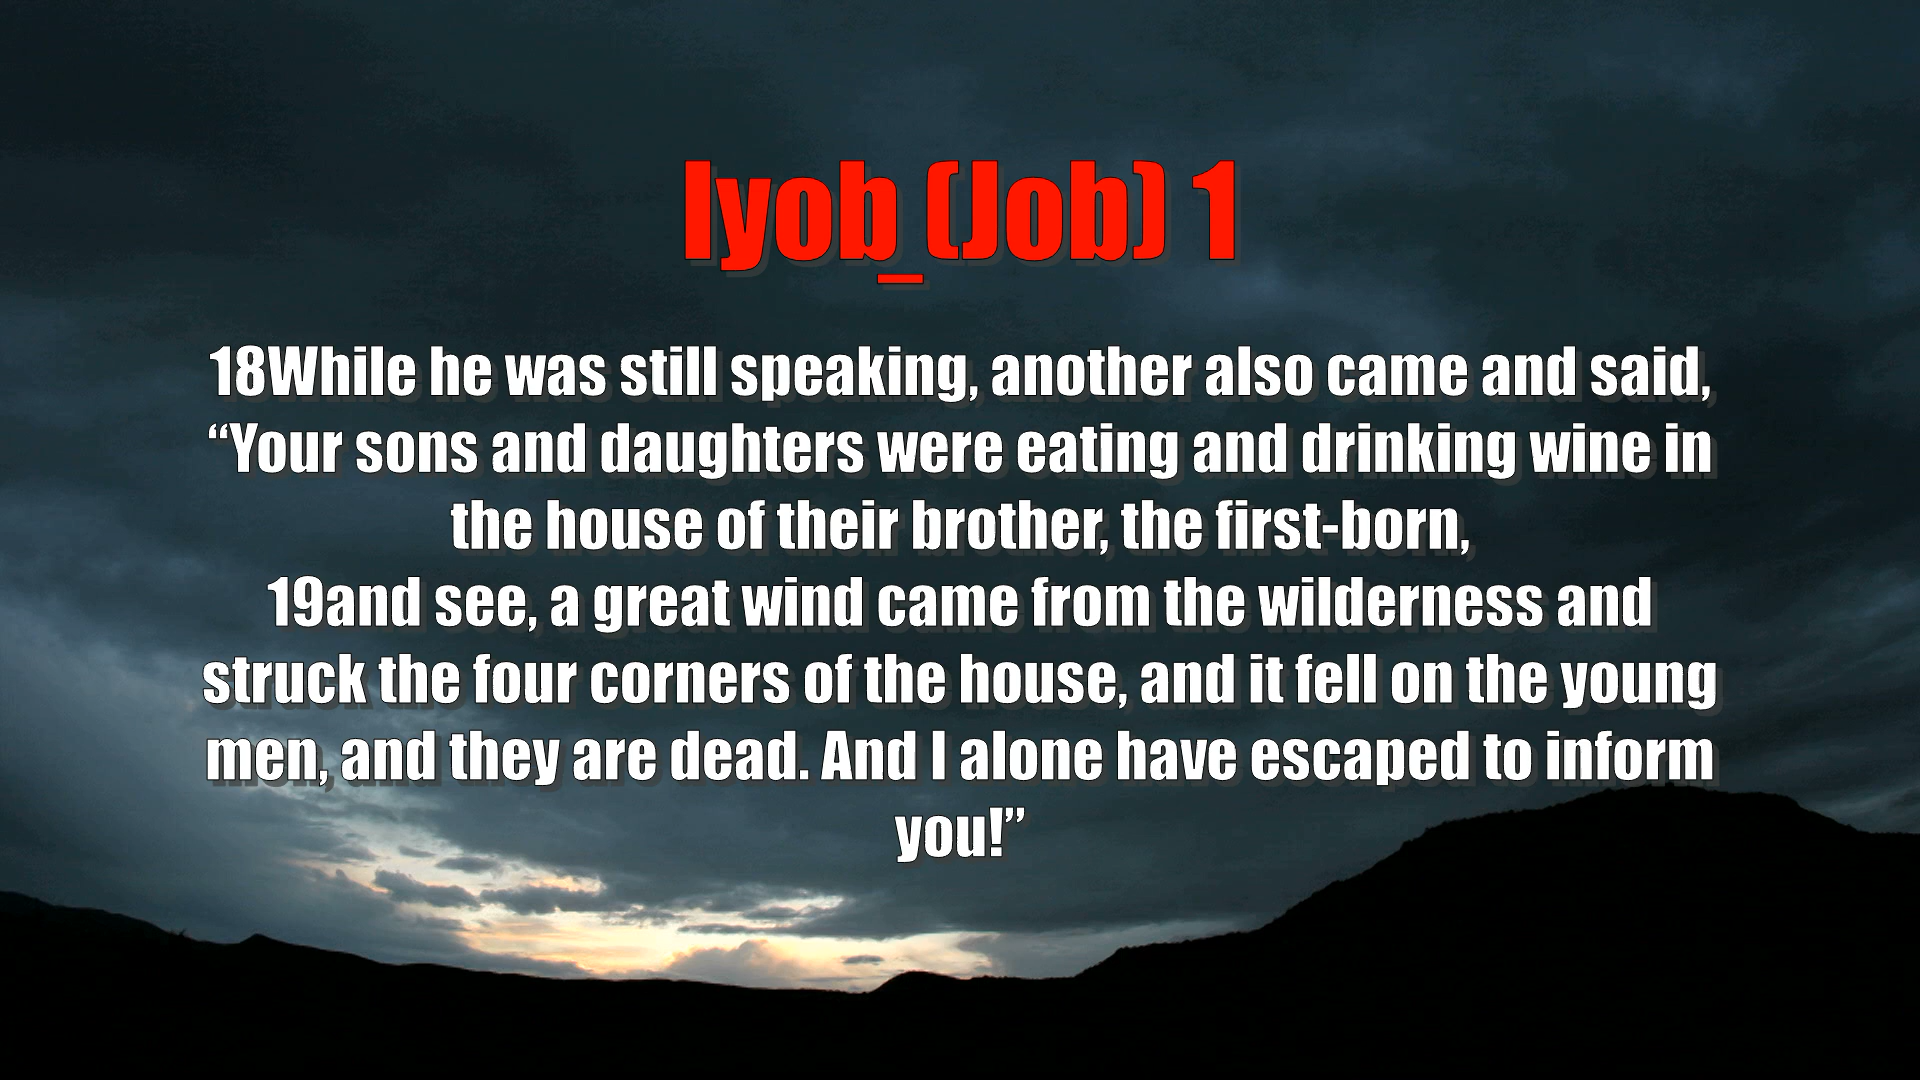 Iyoḇ (Job) 1
18While he was still speaking, another also came and said,
“Your sons and daughters were eating and drinking wine in
the house of their brother, the first-born,
19and see, a great wind came from the wilderness and
struck the four corners of the house, and it fell on the young
men, and they are dead. And I alone have escaped to inform
you!”